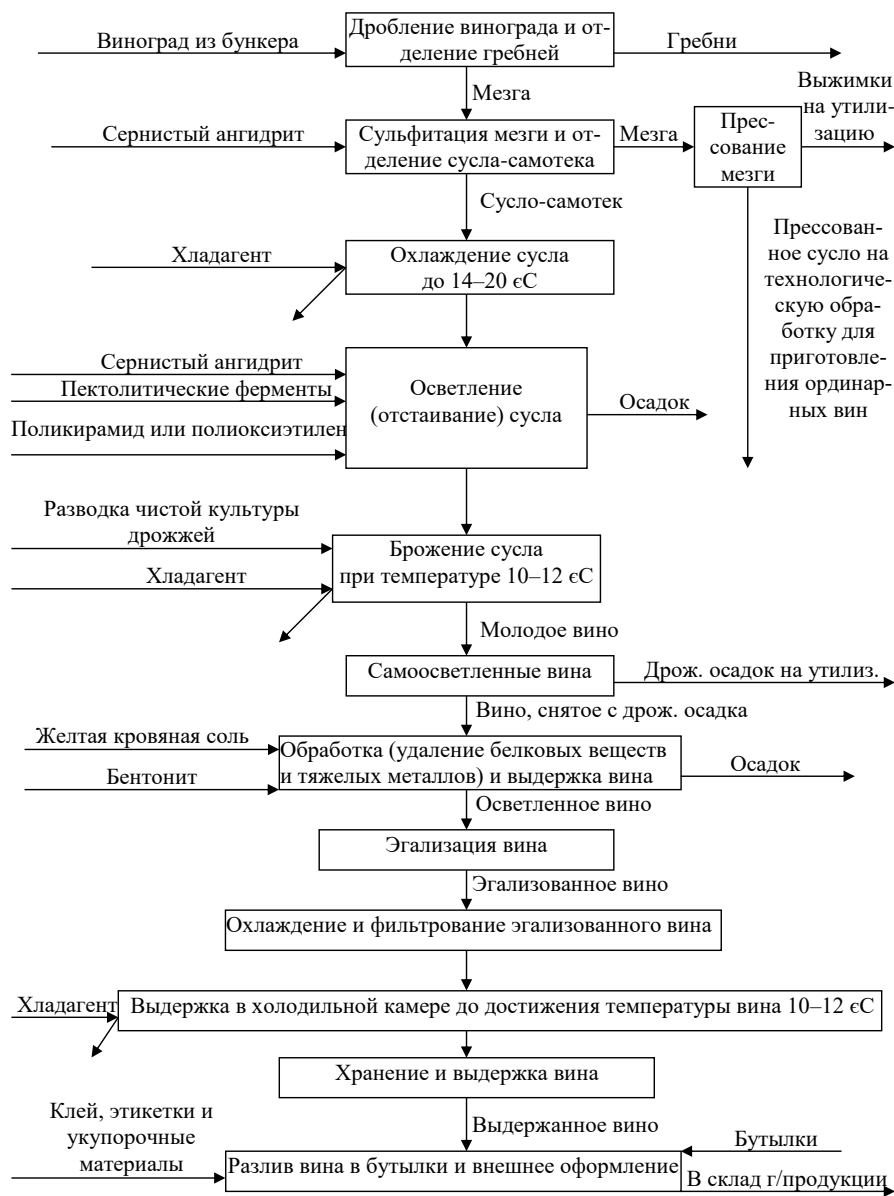 Виноград из бункера
Дробление винограда и от-
деление гребней
Гребни
Мезга
Выжимки
на утили-
зацию
Сернистый ангидрит
Сульфитация мезги и от-
деление сусла-самотека
Мезга
Прес-
сование
мезги
Сусло-самотек
Хладагент
Охлаждение сусла
до 14–20 єС
Прессован-
ное сусло на
технологиче-
скую обра-
ботку для
приготовле-
ния ординар-
ных вин
Сернистый ангидрит
Пектолитические ферменты
Поликирамид или полиоксиэтилен
Осветление
(отстаивание) сусла
Осадок
Разводка чистой культуры
дрожжей
Хладагент
Брожение сусла
при температуре 10–12 єС
Молодое вино
Самоосветленные вина
Дрож. осадок на утилиз.
Вино, снятое с дрож. осадка
Желтая кровяная соль
Бентонит
Обработка (удаление белковых веществ
и тяжелых металлов) и выдержка вина
Осадок
Осветленное вино
Эгализация вина
Эгализованное вино
Охлаждение и фильтрование эгализованного вина
Хладагент
Выдержка в холодильной камере до достижения температуры вина 10–12 єС
Хранение и выдержка вина
Клей, этикетки и
укупорочные
материалы
Выдержанное вино
Бутылки
Разлив вина в бутылки и внешнее оформление
В склад г/продукции